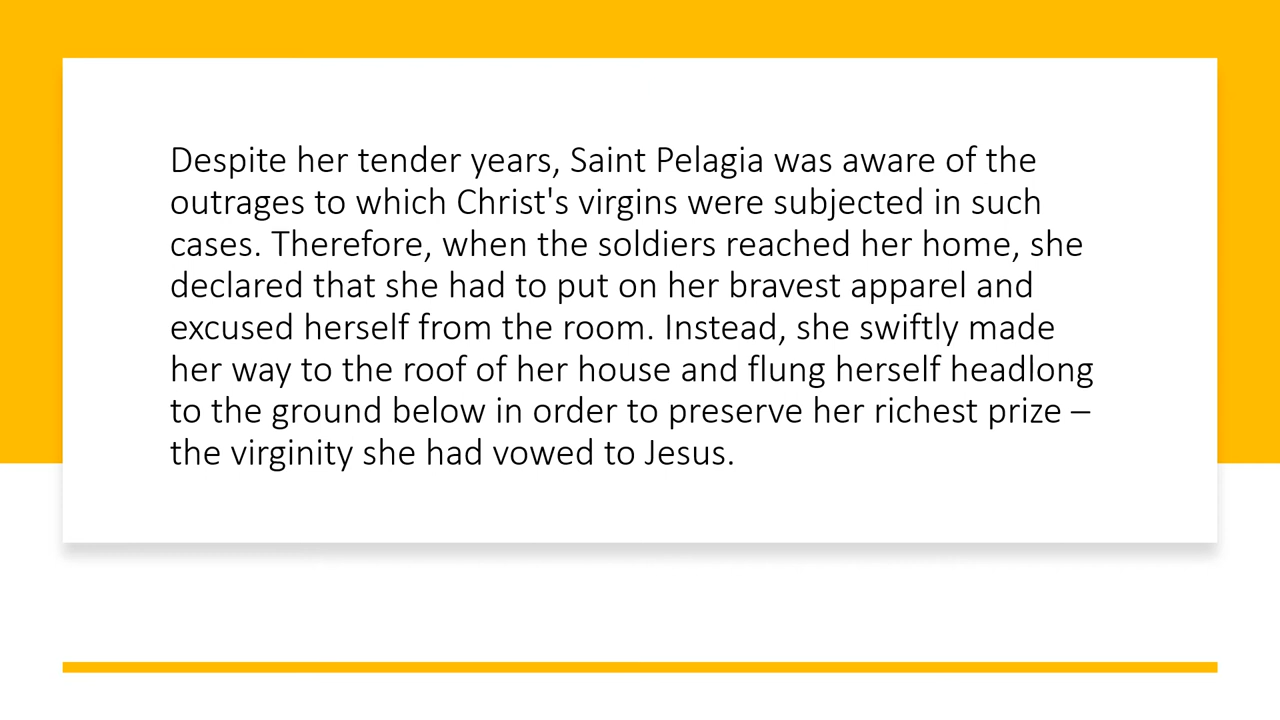 Despite her tender years, Saint Pelagia was aware of the
outrages to which Christ's virgins were subjected in such
cases. Therefore, when the soldiers reached her home, she
declared that she had to put on her bravest apparel and
excused herself from the room. Instead, she swiftly made
her way to the roof of her house and flung herself headlong
to the ground below in order to preserve her richest prize –
the virginity she had vowed to Jesus.